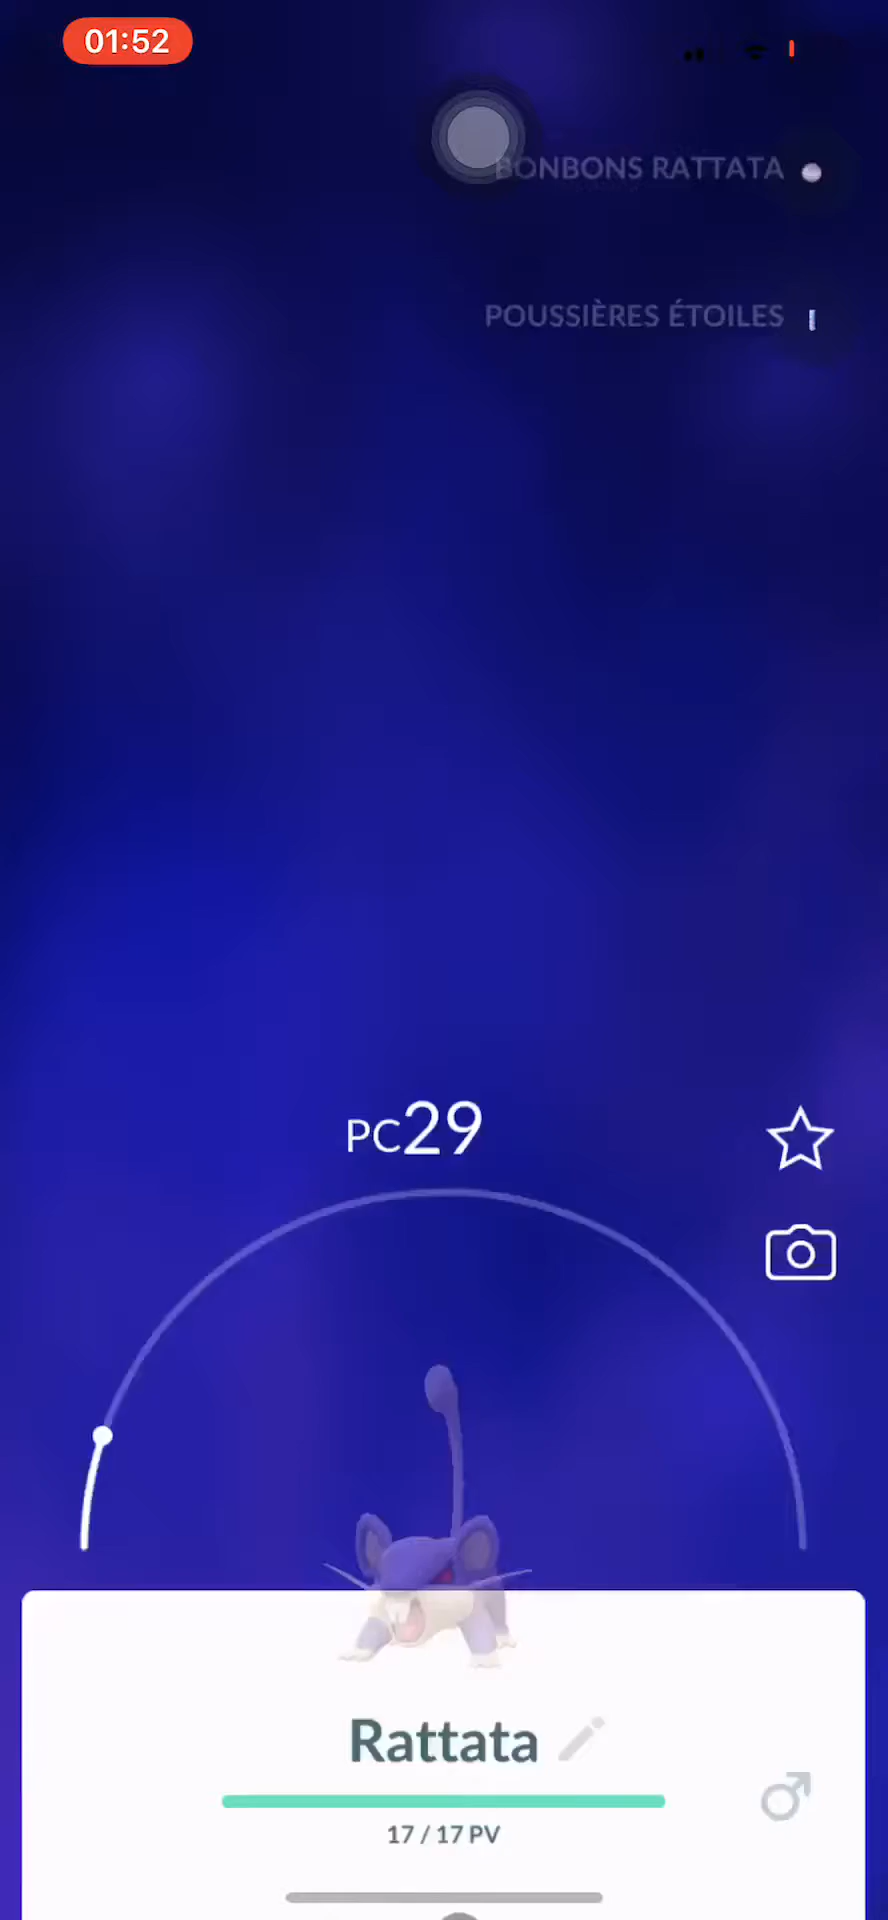 01:52
BONBONS RATTATA
POUSSIÈRES ÉTOILES
PC29
Rattata
17 / 17 PV